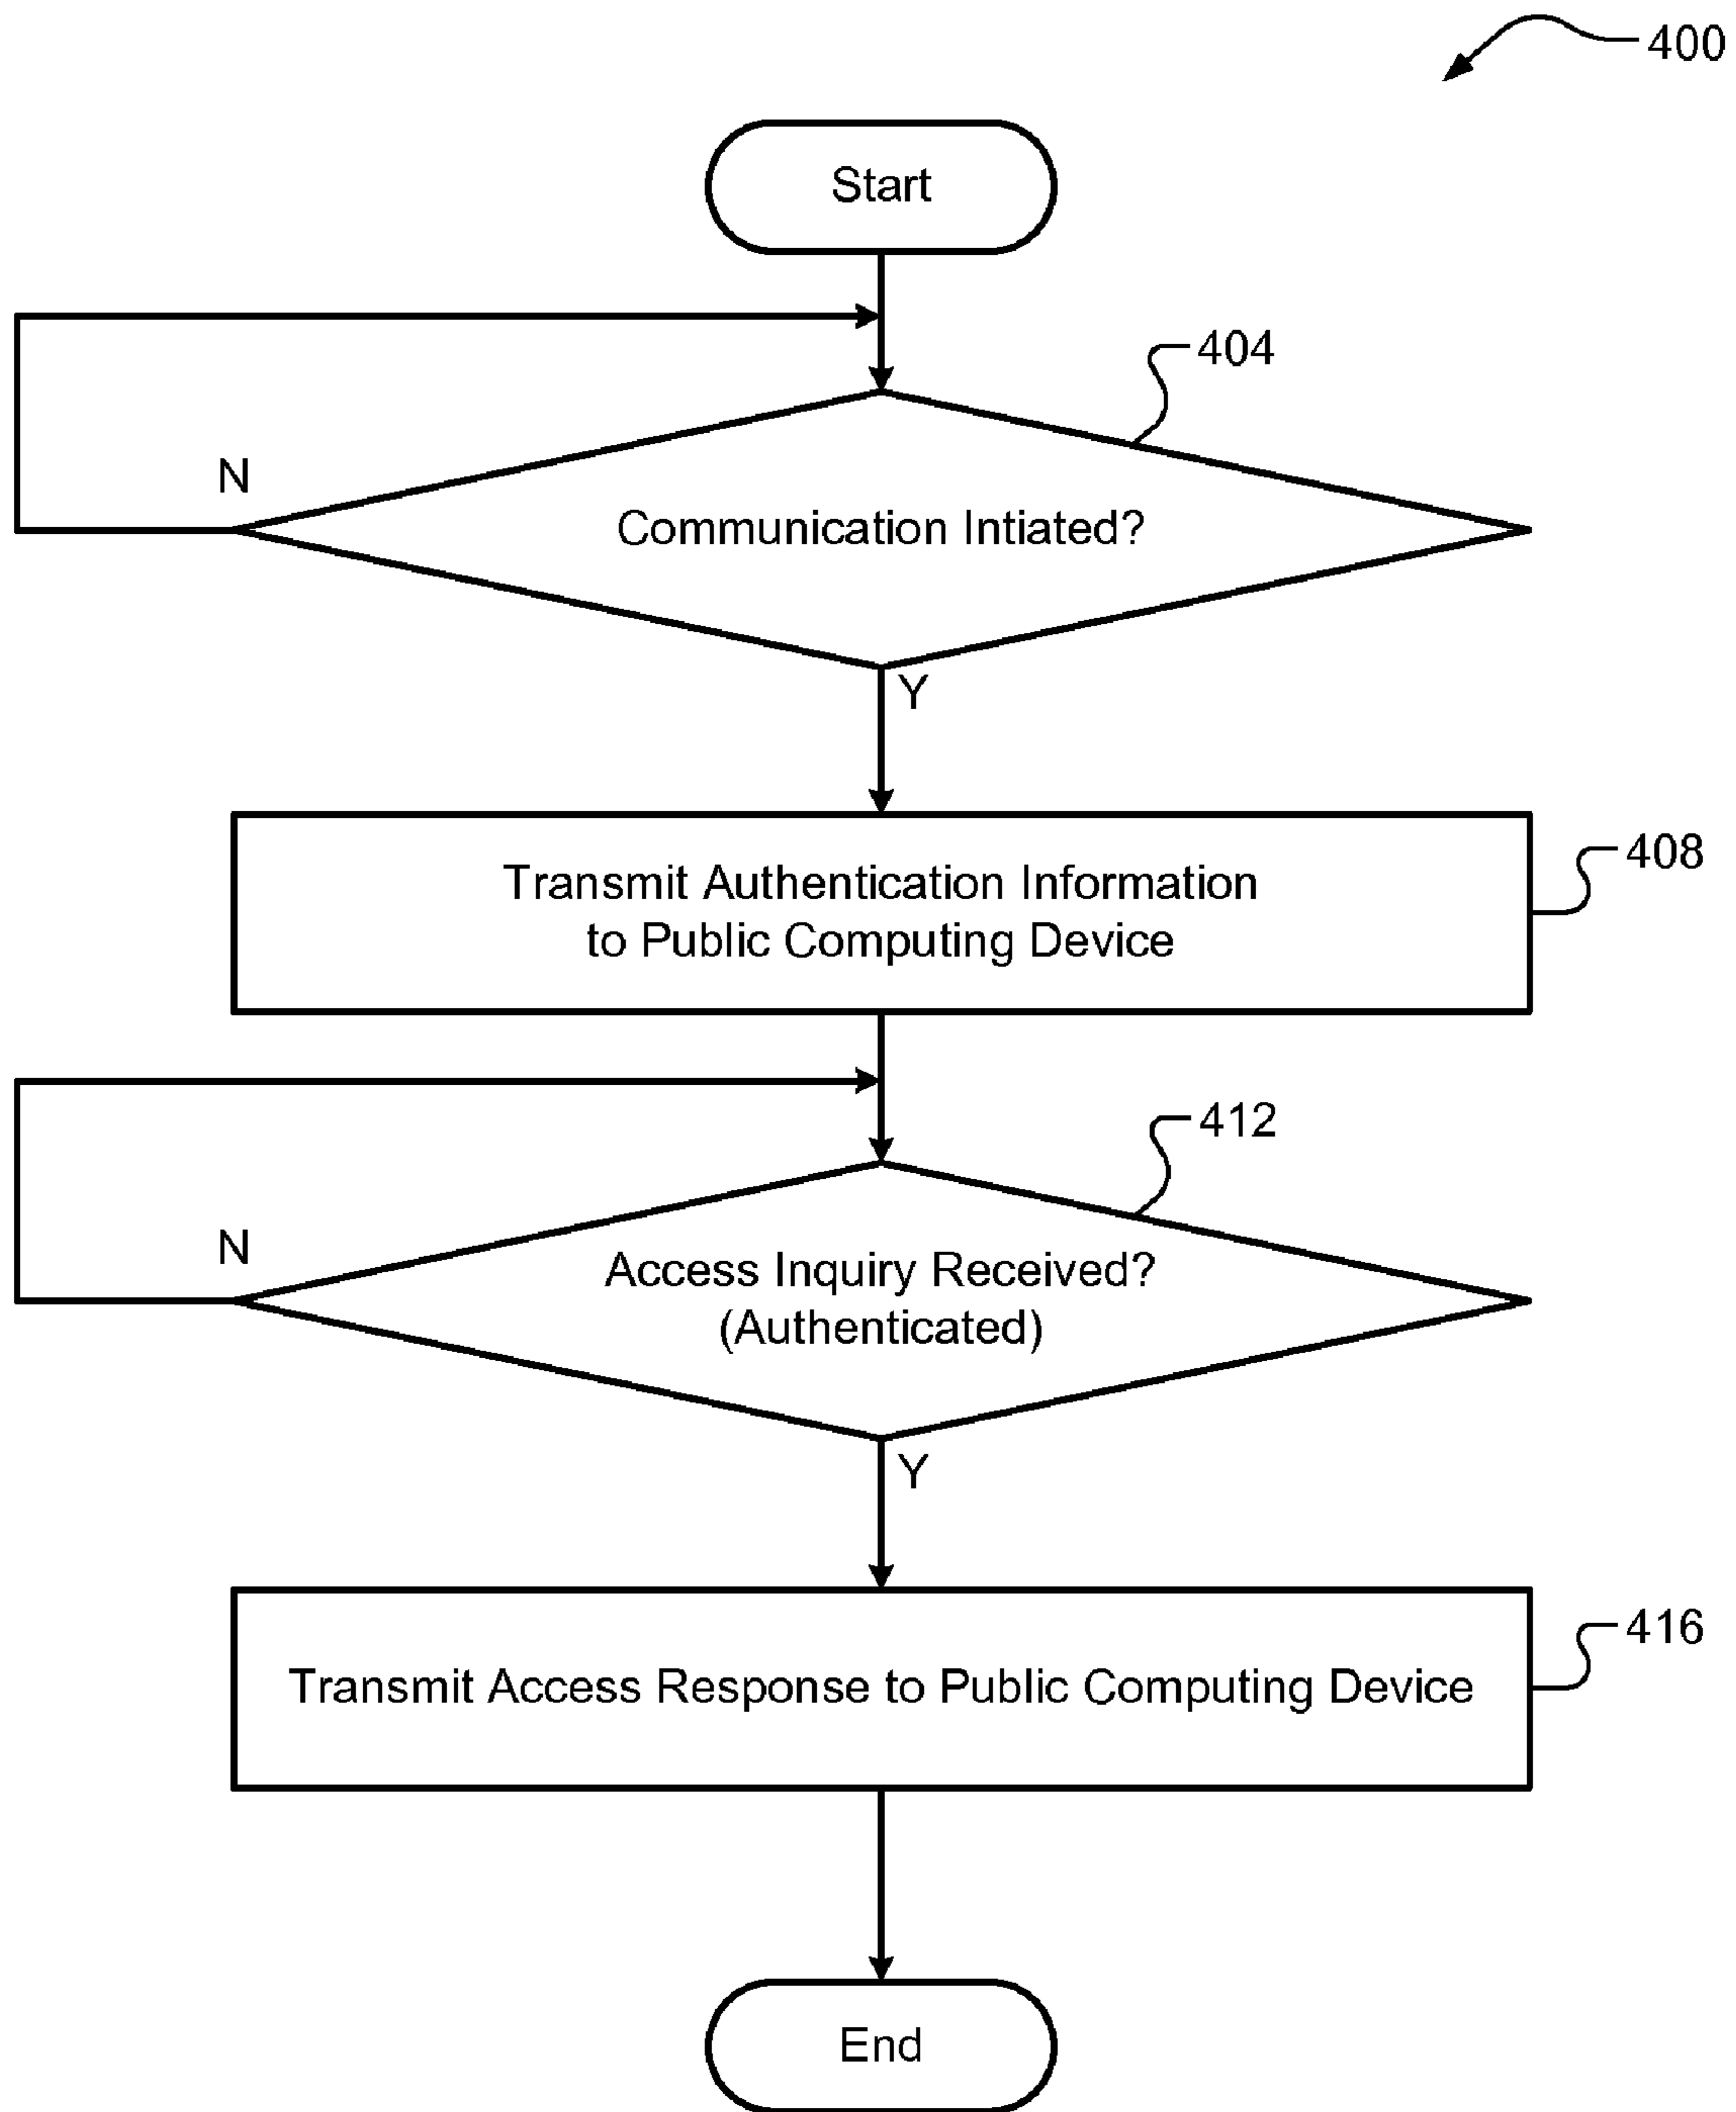 400
Start
404
N
Communication Intiated?
Y
408
Transmit Authentication Information
to Public Computing Device
412
N
Access Inquiry Received?
(Authenticated)
Y
416
Transmit Access Response to Public Computing Device
End